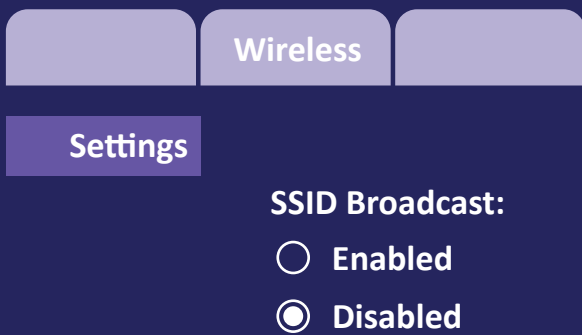 Wireless
Settings
SSID Broadcast:
Enabled
Disabled